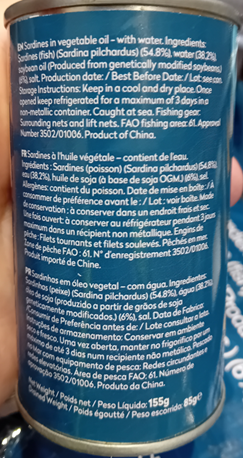 EN Sardines in vegetable oil – with water. Ingredients:
Sardines (fish) (Sardina pilchardus) (54.8%), water (38.2%),
soybean oil (Produced from genetically modified soybeans)
(6%), salt. Production date: / Best Before Date: / Lot: see can.
Storage Instructions: Keep in a cool and dry place. Once
opened keep refrigerated for a maximum of 3 days in a
non-metallic container. Caught at sea. Fishing gear:
Surrounding nets and lift nets. FAO fishing area: 61. Approval
Number 3502/01006. Product of China.
FR Sardines à l'huile végétale – contient de l'eau.
Ingrédients : Sardines (poisson) (Sardina pilchardus) (54,8%),
eau (38,2%), huile de soja (à base de soja OGM) (6%), sel.
Allergènes: contient du poisson. Date de mise en boîte : / À
consommer de préférence avant le : / Lot : voir boîte. Mode
de conservation : à conserver dans un endroit frais et sec.
Une fois ouvert: à conserver au réfrigérateur pendant 3 jours
maximum dans un récipient non métallique. Engins de
pêche: Filets tournants et filets soulevés. Pêchés en mer.
Zone de pêche FAO : 61. N° d'enregistrement 3502/01006.
Produit importé de Chine.
PT Sardinhas em óleo vegetal – com água. Ingredientes:
Sardinhas (peixe) (Sardina pilchardus) (54,8%), água (38,2%)
de soja (produzido a partir de grãos de soja
geneticamente modificados) (6%), sal. Data de Fabrico:
Consumir de Preferência antes de: / Lote consultar a lata.
de armazenamento: Conservar em ambiente
fresco. Uma vez aberta, manter no frigorífico por um
máximo de até 3 dias num recipiente não metálico. Pescado
com equipamento de pesca: Redes circundantes e
Área de pesca FAO: 61. Número de
3502/01006. Produto da China.
Net Weight / Poids net / Peso Líquido: 155g
Drained Weight / Poids égoutté / Peso escorrido: 85g